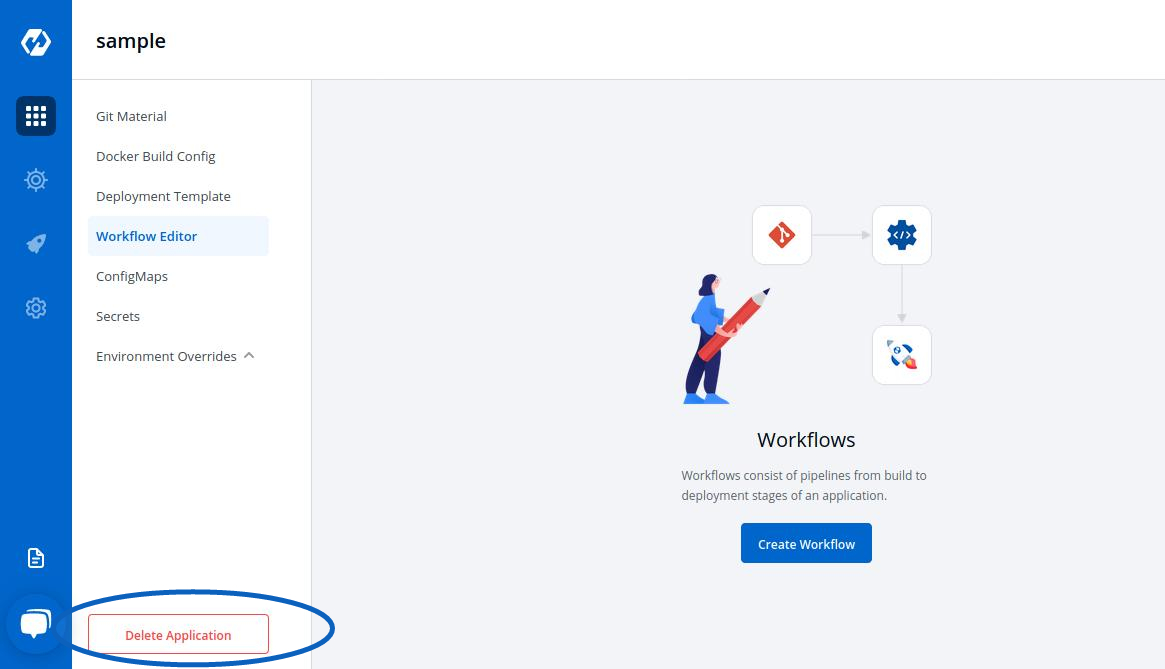 sample
Git Material
Docker Build Config
Deployment Template
Workflow Editor
ConfigMaps
Secrets
Environment Overrides
Delete Application
Workflows
Workflows consist of pipelines from build to
deployment stages of an application.
Create Workflow